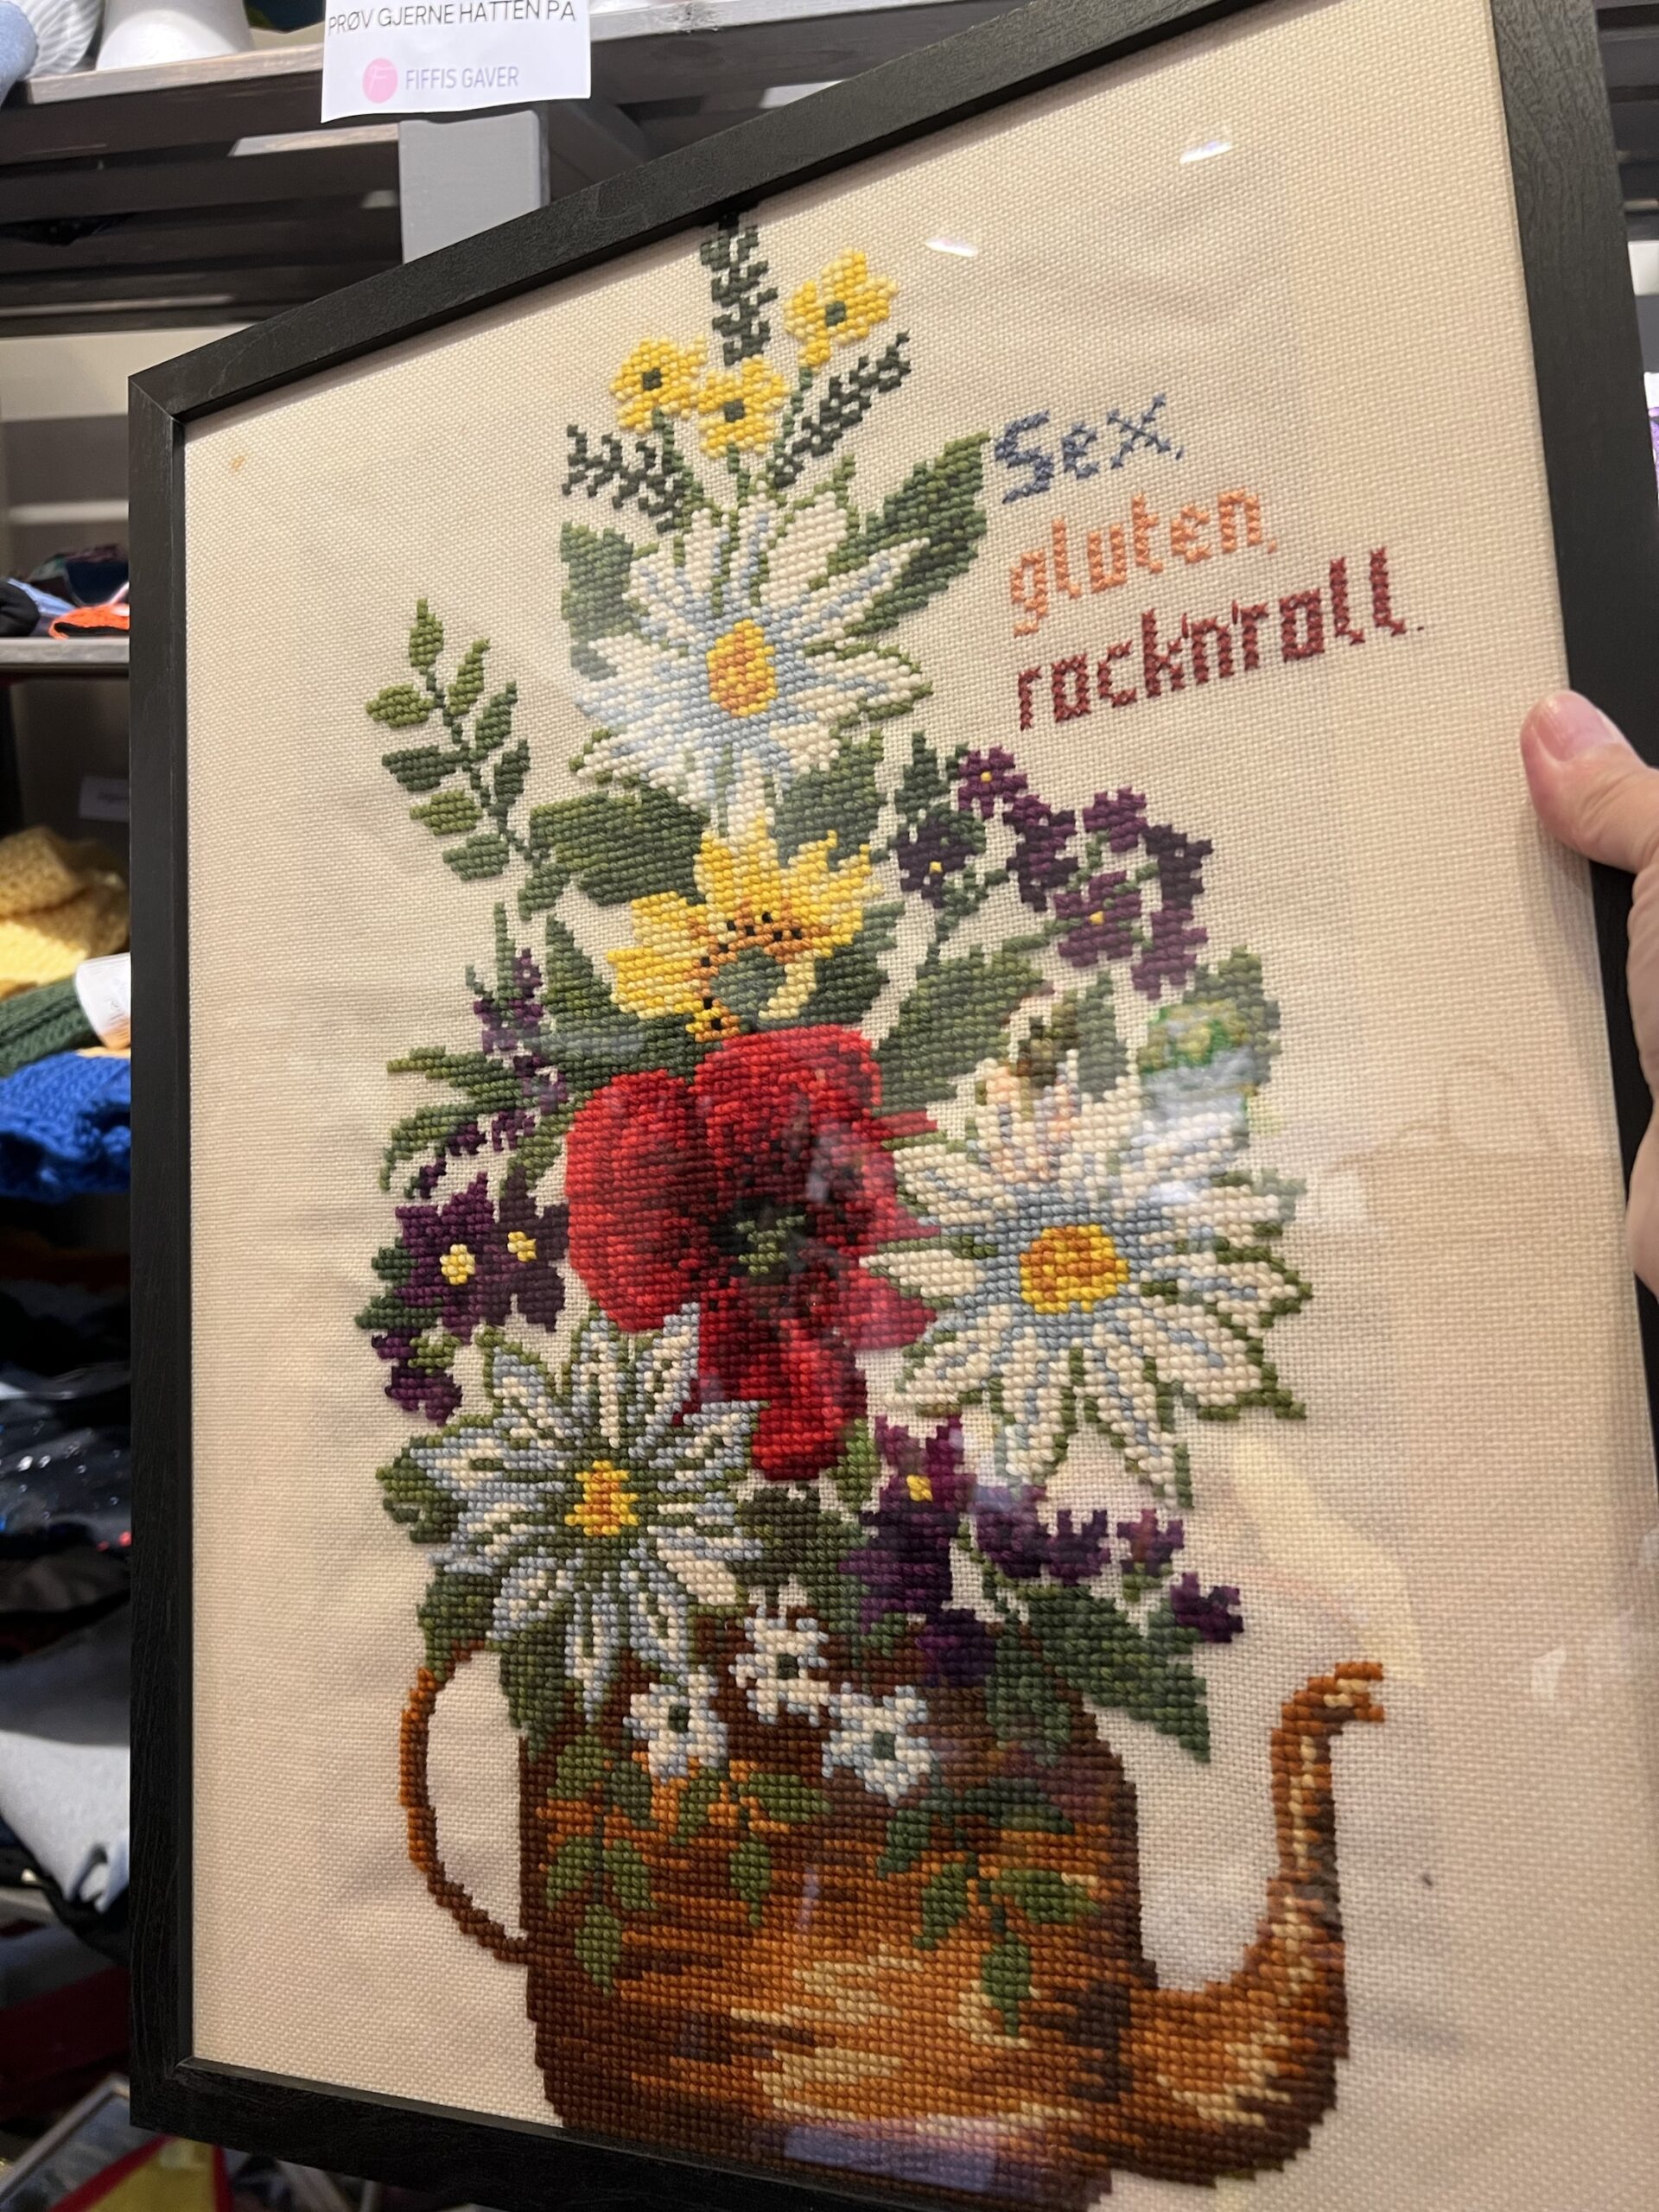 PRØV GJERNE HATTEN PÅ
FIFFIS GAVER
Sex,
gluten,
rock'n'roll.